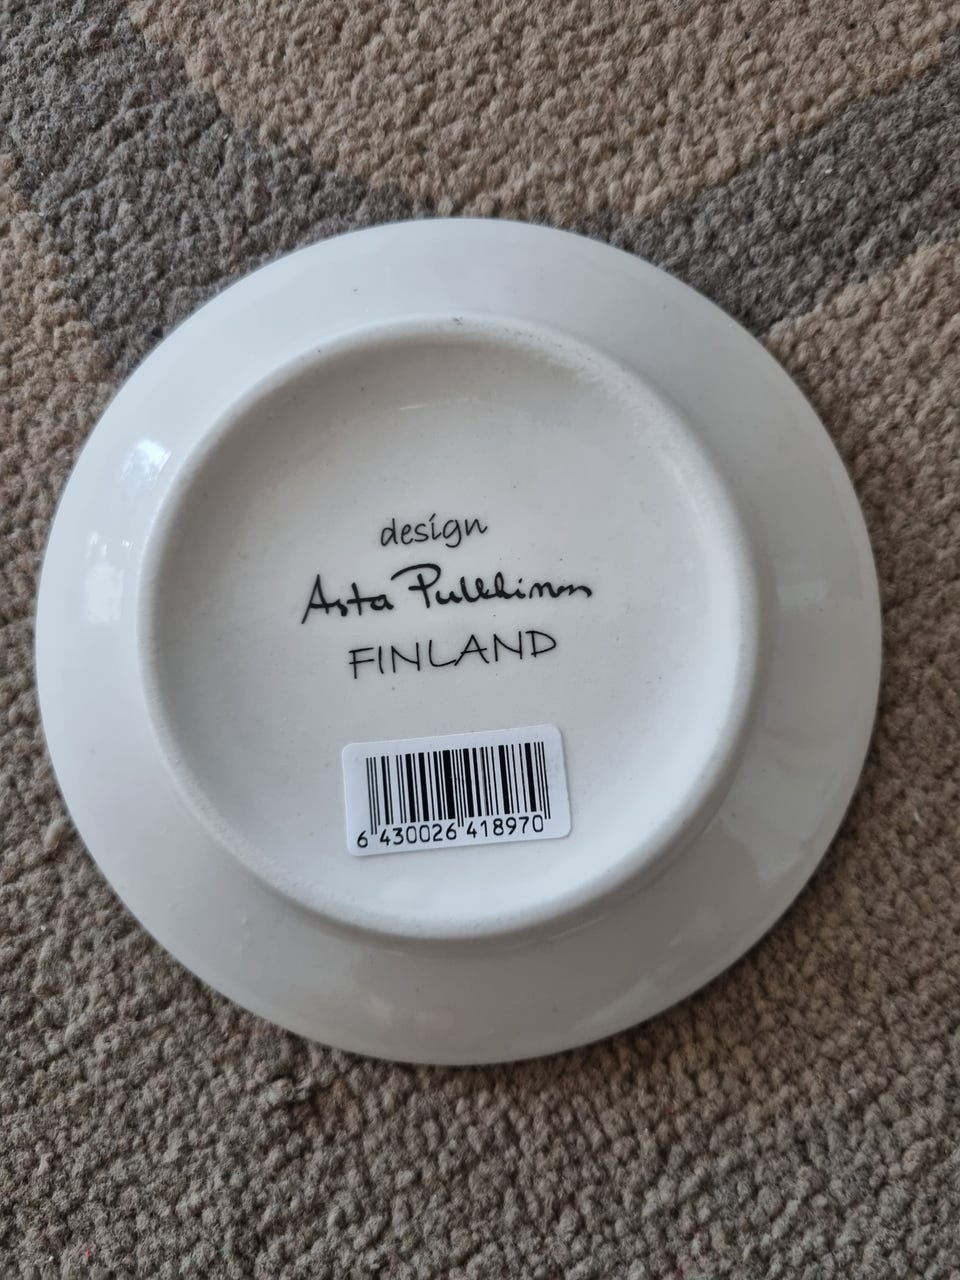 design
Asta Pulkkinen
FINLAND
6 430026 418970